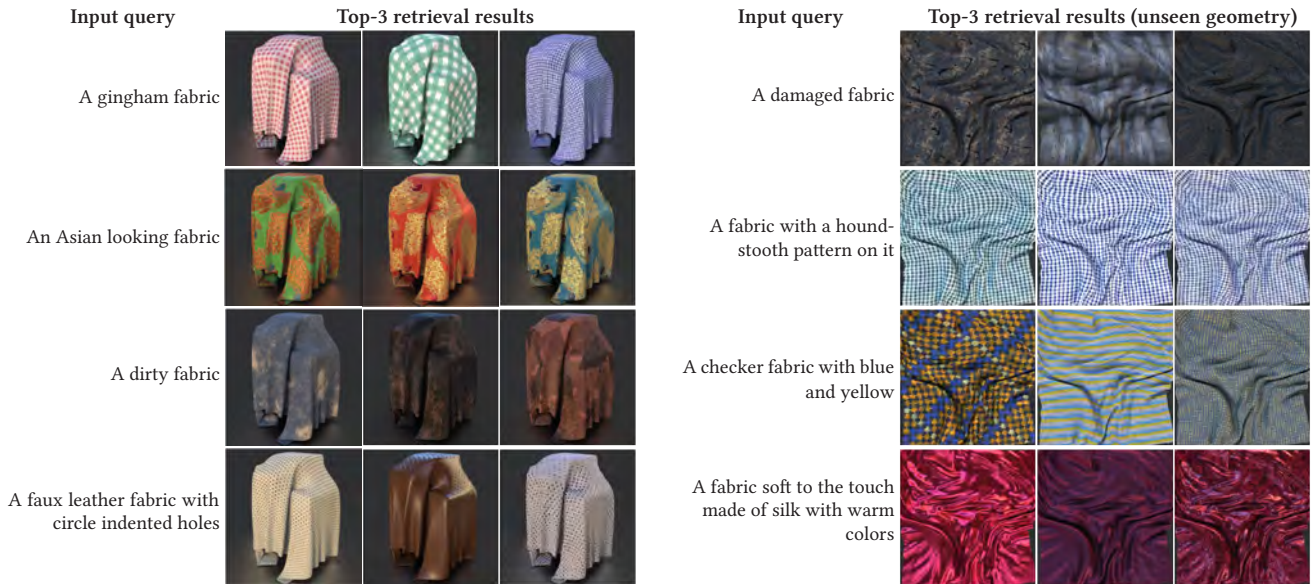 Input query
Top-3 retrieval results
A gingham fabric
An Asian looking fabric
A dirty fabric
A faux leather fabric with
circle indented holes
Input query
Top-3 retrieval results (unseen geometry)
A damaged fabric
A fabric with a hound-
stooth pattern on it
A checker fabric with blue
and yellow
A fabric soft to the touch
made of silk with warm
colors